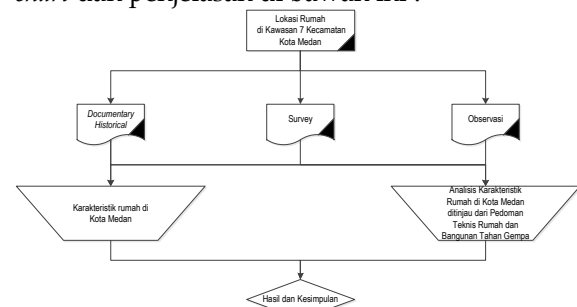 chart dan penjelasan di bawah ini :
Lokasi Rumah
di Kawasan 7 Kecamatan
Kota Medan
Documentary
Historical
Survey
Observasi
Karakteristik rumah di
Kota Medan
Analisis Karakteristik
Rumah di Kota Medan
ditinjau dari Pedoman
Teknis Rumah dan
Bangunan Tahan Gempa
Hasil dan Kesimpulan